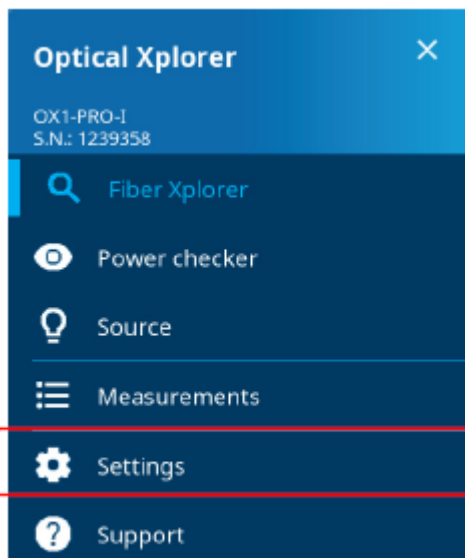 Optical Xplorer
OX1-PRO-I
S.N.: 1239358
Fiber Xplorer
Power checker
Source
Measurements
Settings
Support